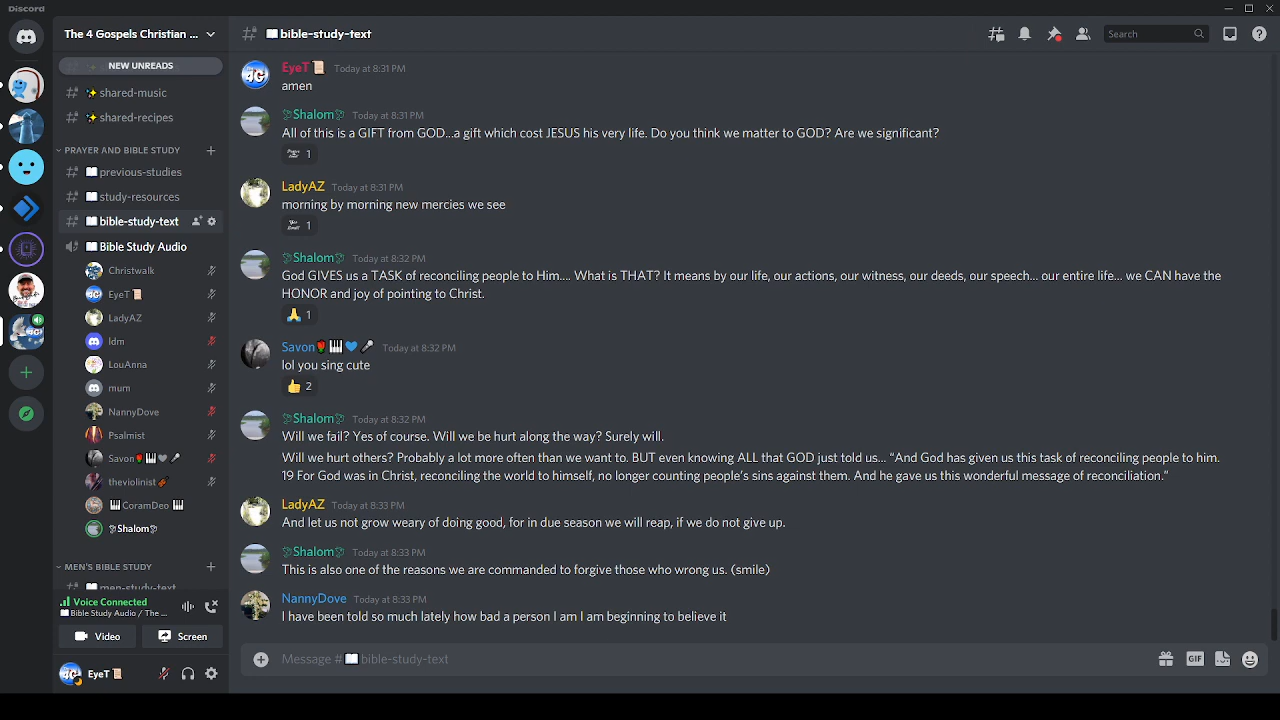 Discord
The 4 Gospels Christian ...
bible-study-text
Search
NEW UNREADS
shared-music
shared-recipes
PRAYER AND BIBLE STUDY
previous-studies
study-resources
bible-study-text
Bible Study Audio
Christwalk
EyeT
LadyAZ
ldm
LouAnna
mum
NannyDove
Psalmist
Savon
theviolinist
CoramDeo
Shalom
MEN'S BIBLE STUDY
men-study-text
Voice Connected
Bible Study Audio / The ...
Video
Screen
EyeT
EyeT Today at 8:31 PM
amen
Shalom Today at 8:31 PM
All of this is a GIFT from GOD...a gift which cost JESUS his very life. Do you think we matter to GOD? Are we significant?
1
LadyAZ Today at 8:31 PM
morning by morning new mercies we see
1
Shalom Today at 8:32 PM
God GIVES us a TASK of reconciling people to Him.... What is THAT? It means by our life, our actions, our witness, our deeds, our speech... our entire life... we CAN have the
HONOR and joy of pointing to Christ.
1
Savon Today at 8:32 PM
lol you sing cute
2
Shalom Today at 8:32 PM
Will we fail? Yes of course. Will we be hurt along the way? Surely will.
Will we hurt others? Probably a lot more often than we want to. BUT even knowing ALL that GOD just told us... “And God has given us this task of reconciling people to him.
19 For God was in Christ, reconciling the world to himself, no longer counting people’s sins against them. And he gave us this wonderful message of reconciliation.”
LadyAZ Today at 8:33 PM
And let us not grow weary of doing good, for in due season we will reap, if we do not give up.
Shalom Today at 8:33 PM
This is also one of the reasons we are commanded to forgive those who wrong us. (smile)
NannyDove Today at 8:33 PM
I have been told so much lately how bad a person I am I am beginning to believe it
Message # bible-study-text
GIF